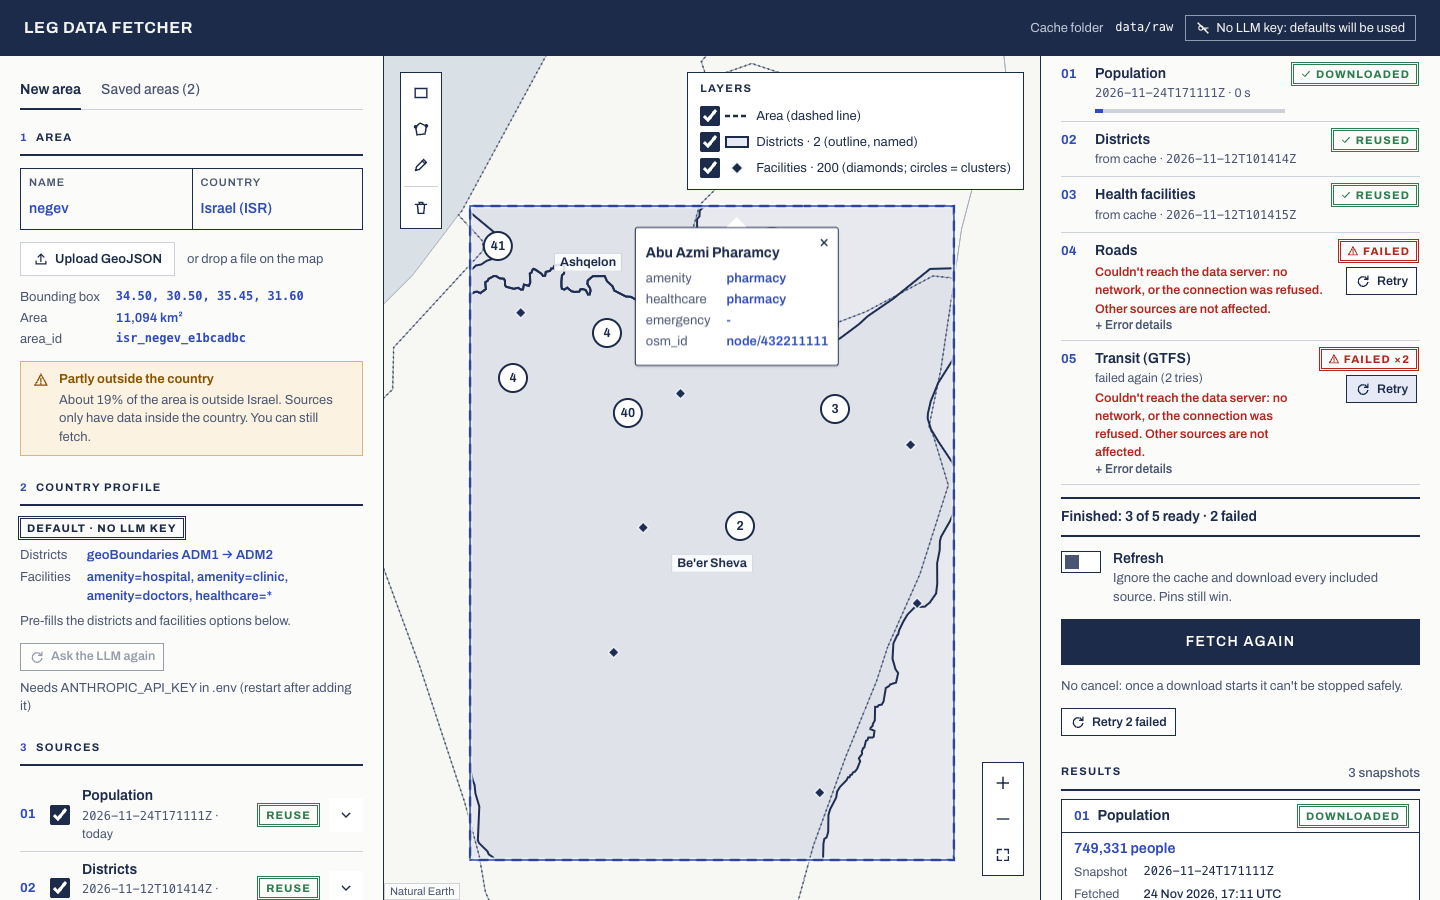 LEG DATA FETCHER
Cache folder data/raw
No LLM key: defaults will be used
New area
Saved areas (2)
1 AREA
NAME
negev
COUNTRY
Israel (ISR)
Upload GeoJSON
or drop a file on the map
Bounding box 34.50, 30.50, 35.45, 31.60
Area 11,094 km²
area_id isr_negev_e1bcadbc
Partly outside the country
About 19% of the area is outside Israel. Sources
only have data inside the country. You can still
fetch.
2 COUNTRY PROFILE
DEFAULT · NO LLM KEY
Districts geoBoundaries ADM1 → ADM2
Facilities amenity=hospital, amenity=clinic,
amenity=doctors, healthcare=*
Pre-fills the districts and facilities options below.
Ask the LLM again
Needs ANTHROPIC_API_KEY in .env (restart after adding
it)
3 SOURCES
01 Population
2026-11-24T171111Z ·
today
REUSE
02 Districts
2026-11-12T101414Z ·
REUSE
LAYERS
Area (dashed line)
Districts · 2 (outline, named)
Facilities · 200 (diamonds; circles = clusters)
41
Ashqelon
4
4
40
3
2
Be'er Sheva
Abu Azmi Pharamcy ×
amenity pharmacy
healthcare pharmacy
emergency -
osm_id node/432211111
Natural Earth
01 Population
2026-11-24T171111Z · 0 s
DOWNLOADED
02 Districts
from cache · 2026-11-12T101414Z
REUSED
03 Health facilities
from cache · 2026-11-12T101415Z
REUSED
04 Roads
FAILED
Couldn't reach the data server: no
network, or the connection was refused.
Other sources are not affected.
+ Error details
Retry
05 Transit (GTFS)
FAILED ×2
failed again (2 tries)
Couldn't reach the data server: no
network, or the connection was
refused. Other sources are not
affected.
+ Error details
Retry
Finished: 3 of 5 ready · 2 failed
Refresh
Ignore the cache and download every included
source. Pins still win.
FETCH AGAIN
No cancel: once a download starts it can't be stopped safely.
Retry 2 failed
RESULTS
3 snapshots
01 Population
DOWNLOADED
749,331 people
Snapshot 2026-11-24T171111Z
Fetched 24 Nov 2026, 17:11 UTC